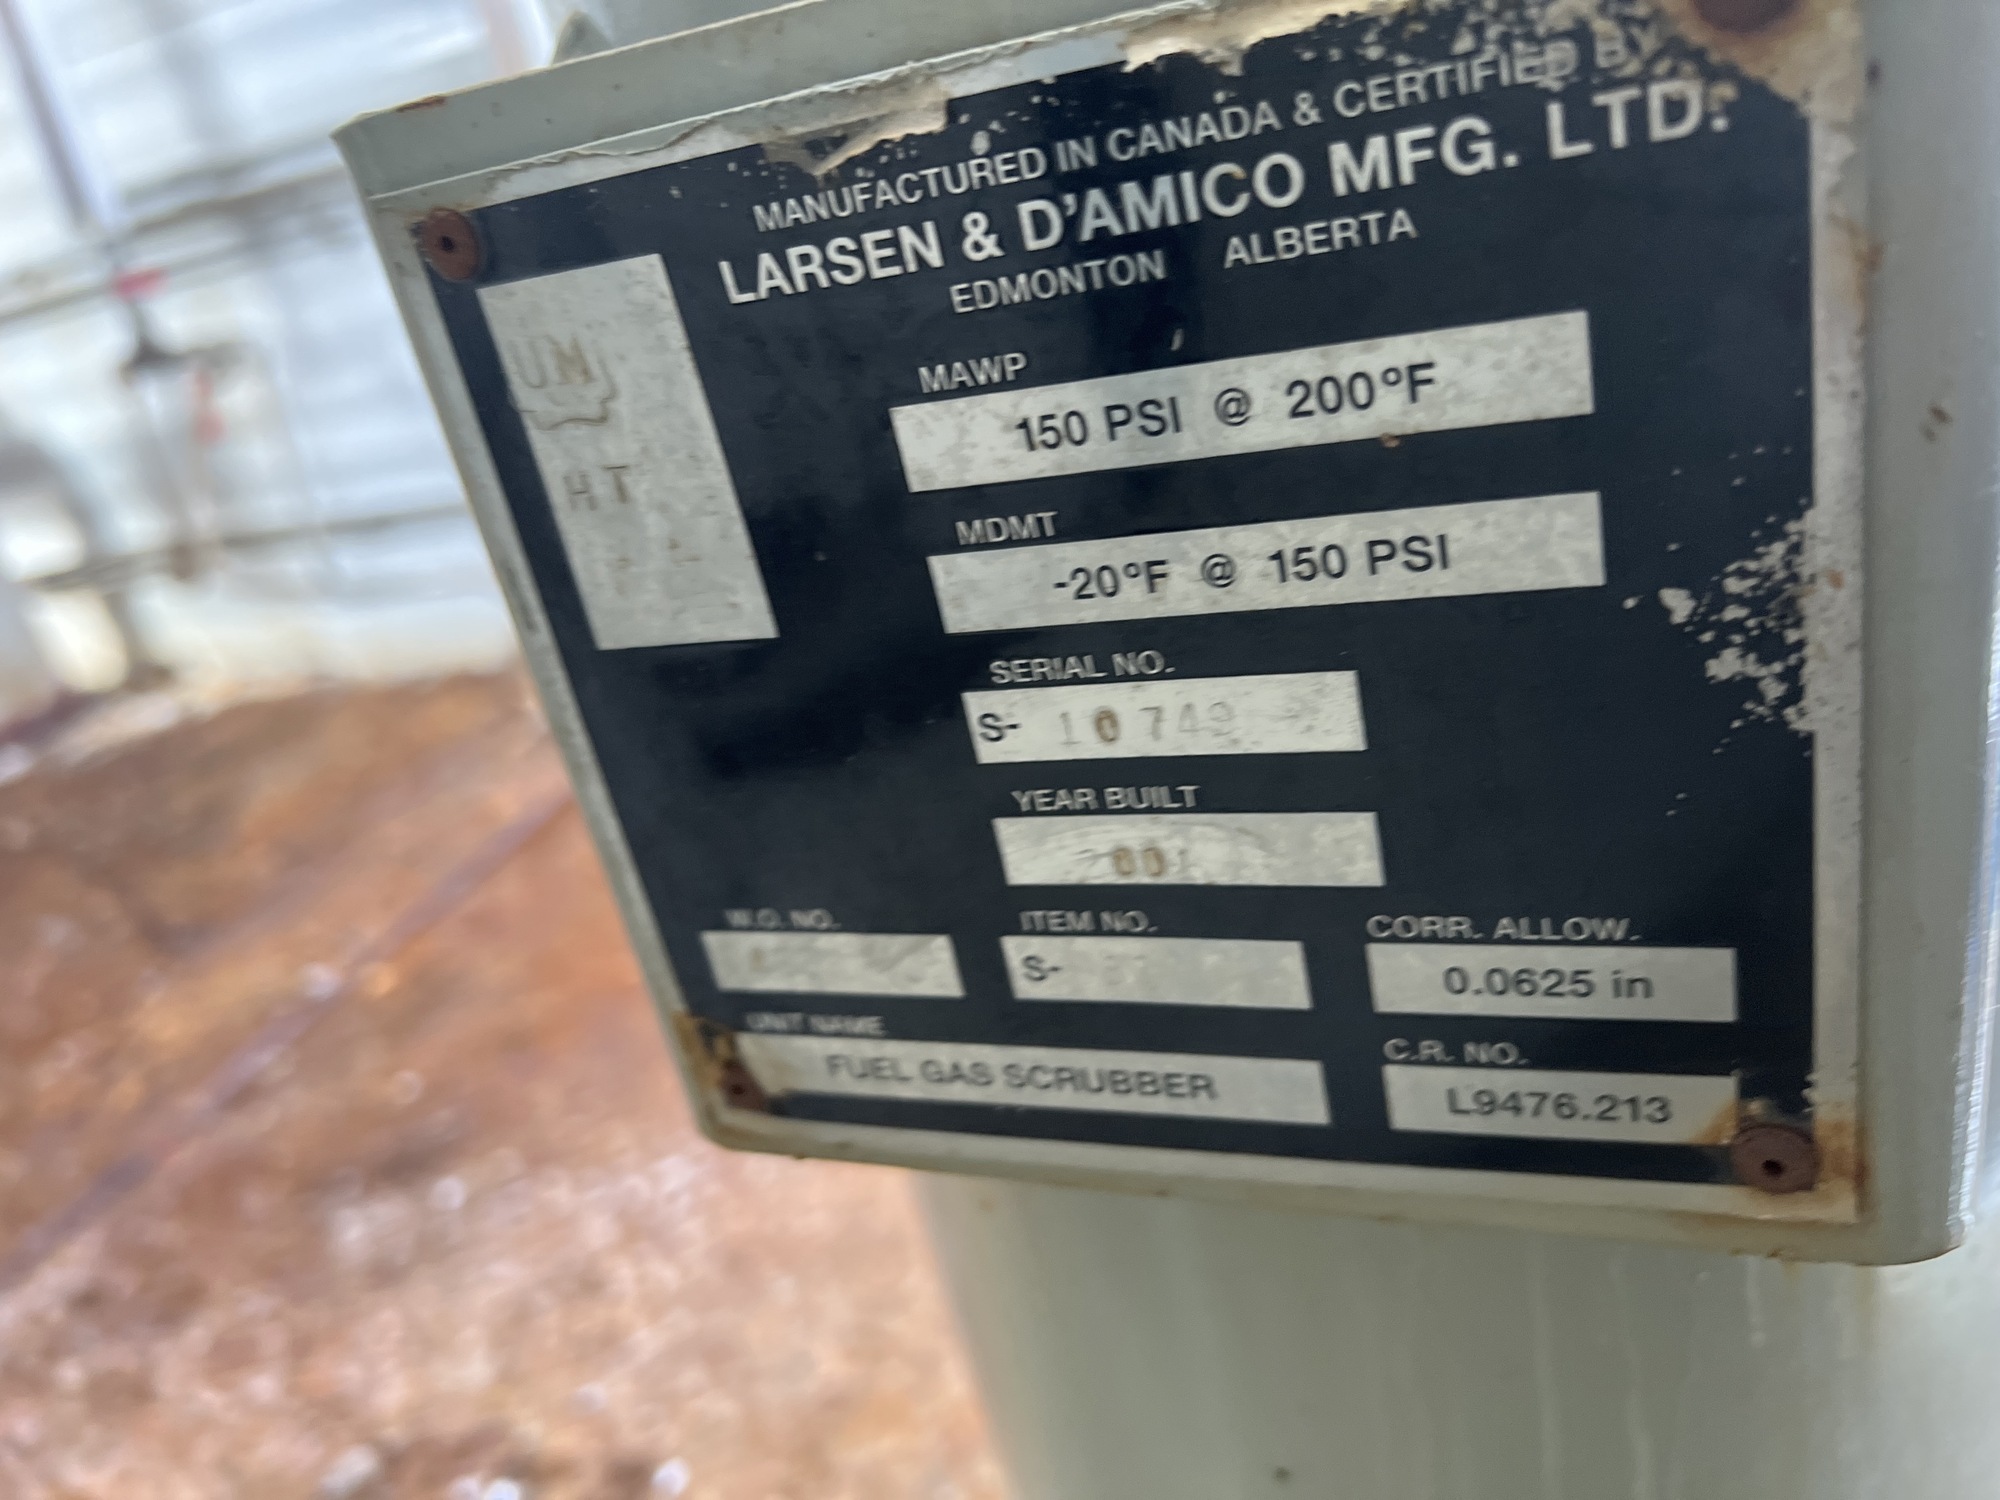 MANUFACTURED IN CANADA & CERTIFIED BY
LARSEN & D'AMICO MFG. LTD.
EDMONTON ALBERTA
UM
HT
MAWP
150 PSI @ 200°F
MDMT
-20°F @ 150 PSI
SERIAL NO.
S- 10749
YEAR BUILT
2001
W.O. NO.
ITEM NO.
S-
CORR. ALLOW.
0.0625 in
UNIT NAME
FUEL GAS SCRUBBER
C.R. NO.
L9476.213